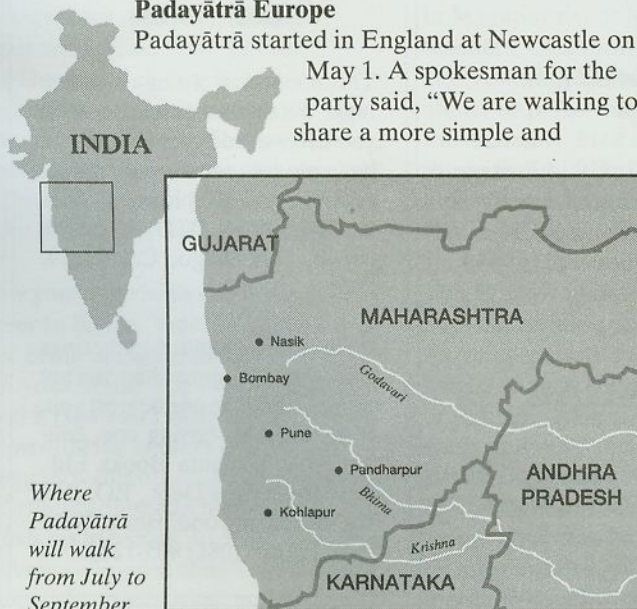 Padayātrā Europe
Padayātrā started in England at Newcastle on
May 1. A spokesman for the
party said, “We are walking to
share a more simple and
INDIA
GUJARAT
MAHARASHTRA
Nasik
Bombay
Godavari
Pune
Pandharpur
Bhima
Kohlapur
Krishna
ANDHRA
PRADESH
KARNATAKA
Where
Padayātrā
will walk
from July to
September